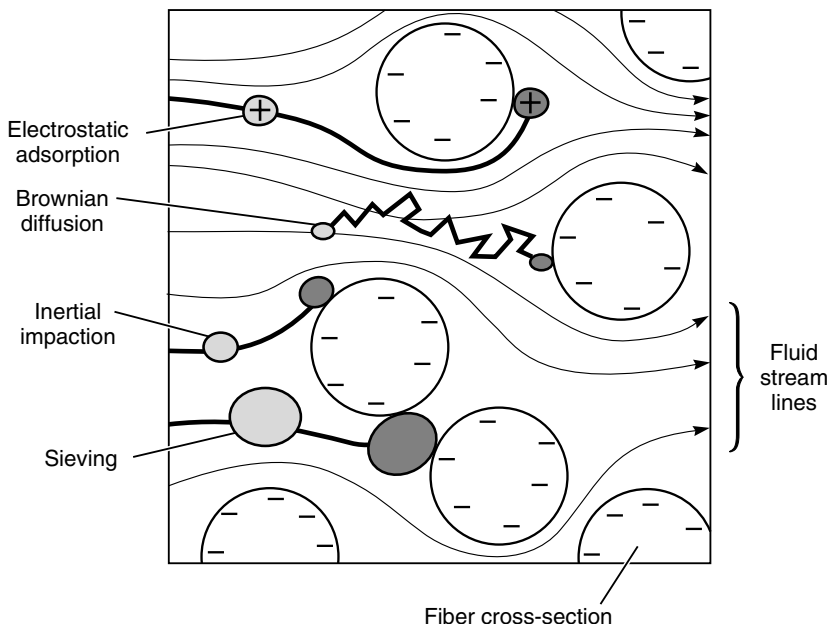 Electrostatic
adsorption
Brownian
diffusion
Inertial
impaction
Sieving
Fluid
stream
lines
Fiber cross-section